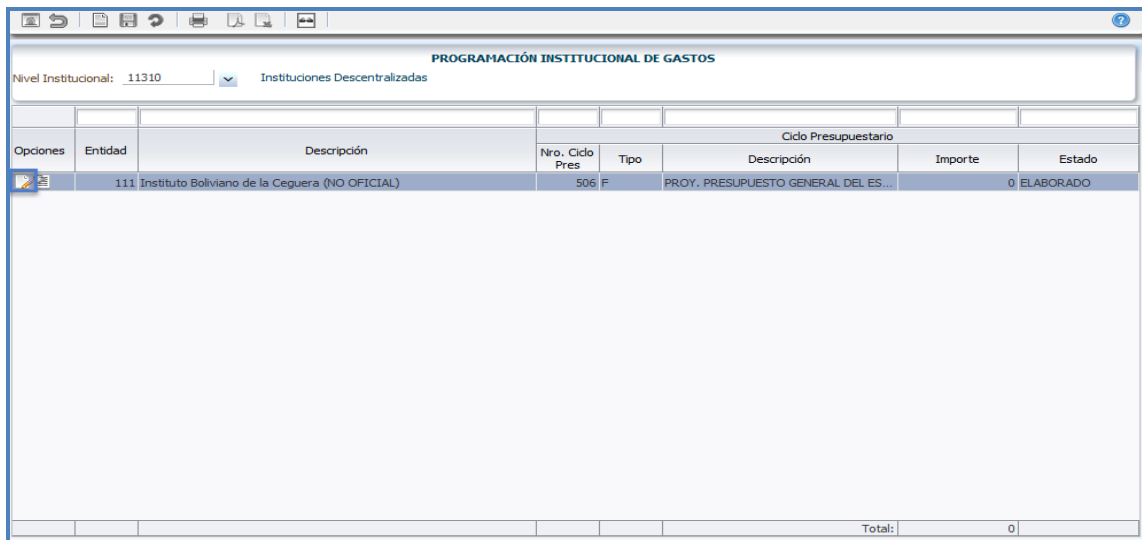 PROGRAMACIÓN INSTITUCIONAL DE GASTOS
Nivel Institucional: 11310 Instituciones Descentralizadas
Ciclo Presupuestario
Opciones Entidad Descripción Nro. Ciclo Pres Tipo Descripción Importe Estado
111 Instituto Boliviano de la Ceguera (NO OFICIAL) 506 F PROY. PRESUPUESTO GENERAL DEL ES... 0 ELABORADO
Total: 0